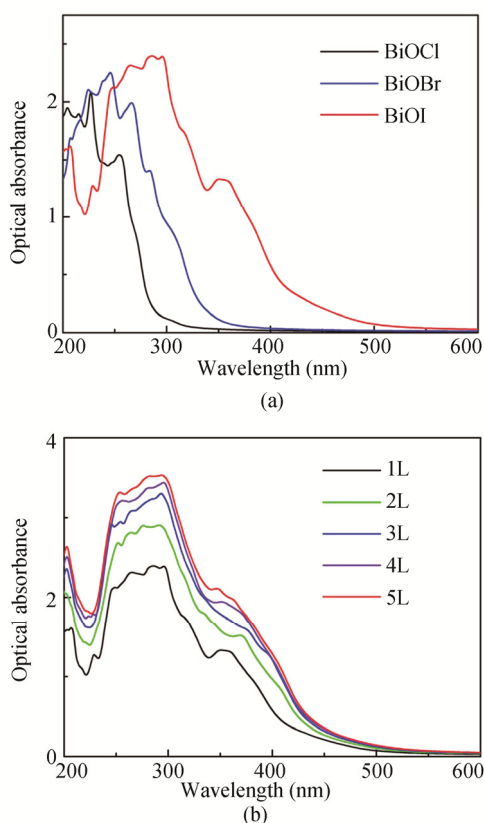 2
1
0
Optical absorbance
BiOCl
BiOBr
BiOI
200 300 400 500 600
Wavelength (nm)
(a)
4
2
0
Optical absorbance
1L
2L
3L
4L
5L
200 300 400 500 600
Wavelength (nm)
(b)